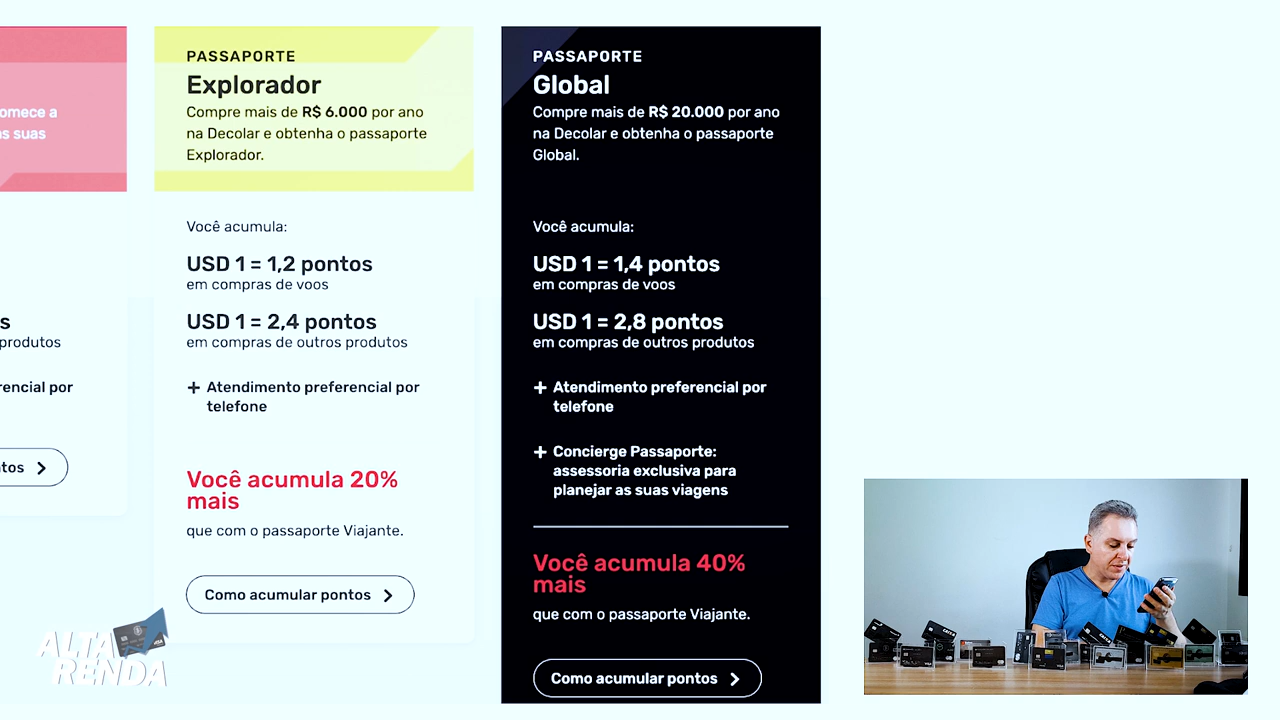 omece a
as suas
s
produtos
rencial por
tos
PASSAPORTE
Explorador
Compre mais de R$ 6.000 por ano
na Decolar e obtenha o passaporte
Explorador.
Você acumula:
USD 1 = 1,2 pontos
em compras de voos
USD 1 = 2,4 pontos
em compras de outros produtos
+ Atendimento preferencial por
telefone
Você acumula 20%
mais
que com o passaporte Viajante.
Como acumular pontos
PASSAPORTE
Global
Compre mais de R$ 20.000 por ano
na Decolar e obtenha o passaporte
Global.
Você acumula:
USD 1 = 1,4 pontos
em compras de voos
USD 1 = 2,8 pontos
em compras de outros produtos
+ Atendimento preferencial por
telefone
+ Concierge Passaporte:
assessoria exclusiva para
planejar as suas viagens
Você acumula 40%
mais
que com o passaporte Viajante.
Como acumular pontos
ALTA
RENDA